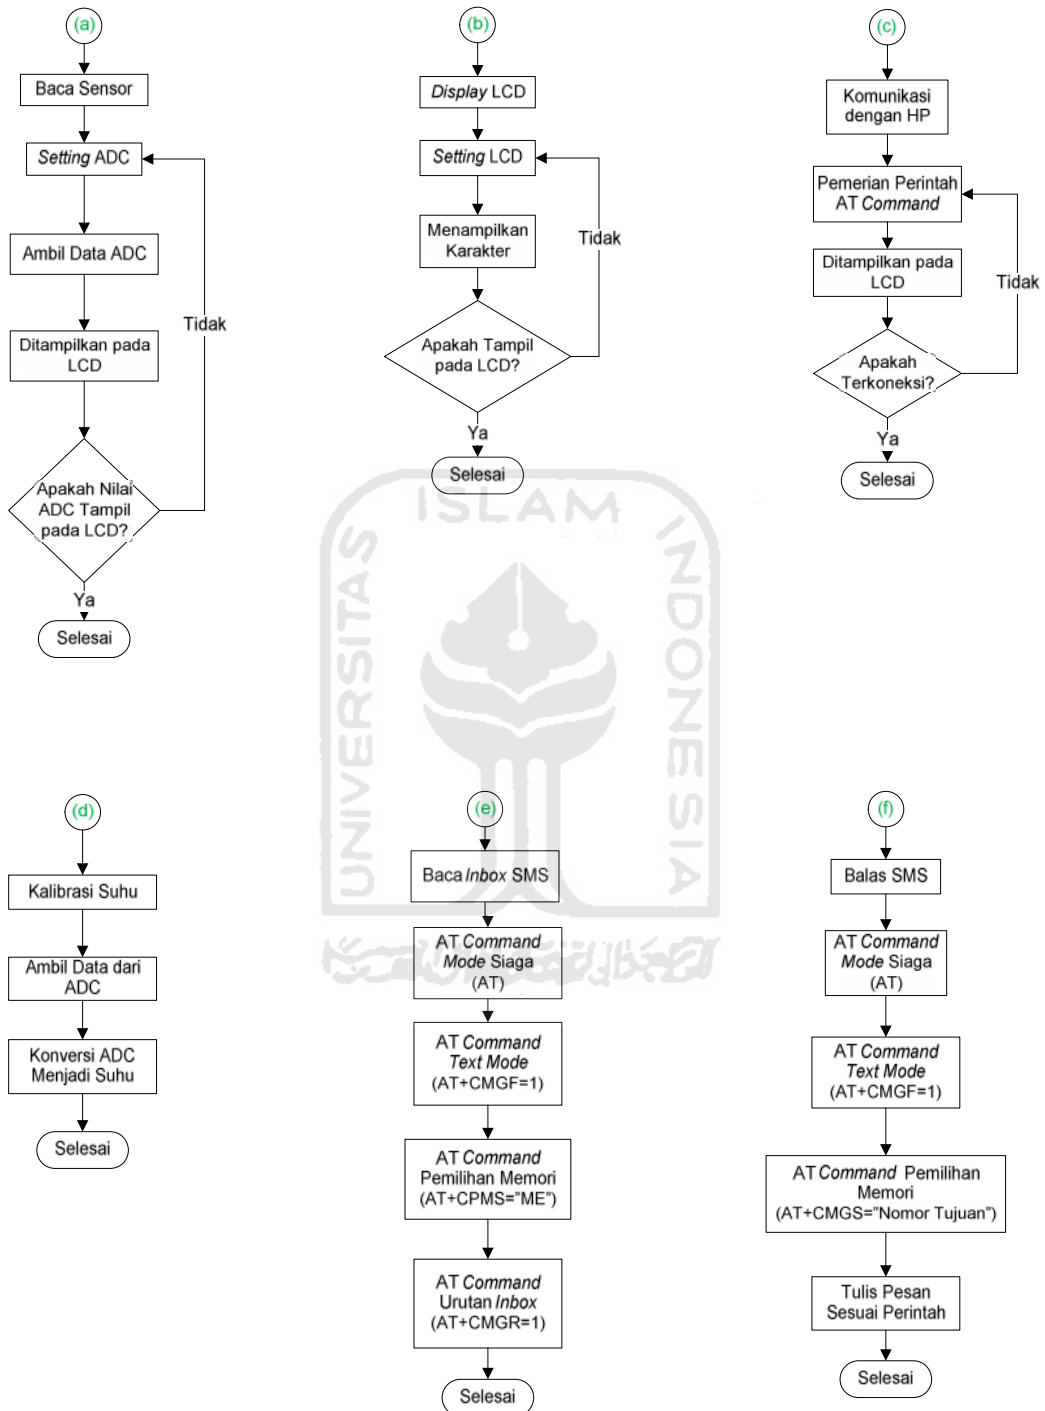 (a)
Baca Sensor
Setting ADC
Ambil Data ADC
Ditampilkan pada
LCD
Tidak
Apakah Nilai
ADC Tampil
pada LCD?
Ya
Selesai
(b)
Display LCD
Setting LCD
Menampilkan
Karakter
Tidak
Apakah Tampil
pada LCD?
Ya
Selesai
(c)
Komunikasi
dengan HP
Pemerian Perintah
AT Command
Ditampilkan pada
LCD
Tidak
Apakah
Terkoneksi?
Ya
Selesai
UNIVERSITAS
ISLAM
INDONESIA
(d)
Kalibrasi Suhu
Ambil Data dari
ADC
Konversi ADC
Menjadi Suhu
Selesai
(e)
Baca Inbox SMS
AT Command
Mode Siaga
(AT)
AT Command
Text Mode
(AT+CMGF=1)
AT Command
Pemilihan Memori
(AT+CPMS=”ME”)
AT Command
Urutan Inbox
(AT+CMGR=1)
Selesai
(f)
Balas SMS
AT Command
Mode Siaga
(AT)
AT Command
Text Mode
(AT+CMGF=1)
AT Command Pemilihan
Memori
(AT+CMGS=”Nomor Tujuan”)
Tulis Pesan
Sesuai Perintah
Selesai